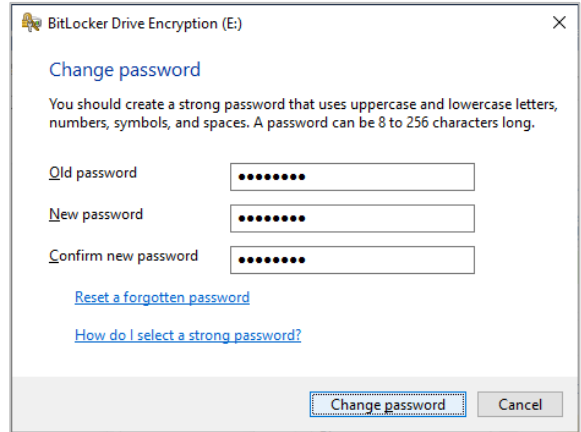 BitLocker Drive Encryption (E:)
Change password
You should create a strong password that uses uppercase and lowercase letters,
numbers, symbols, and spaces. A password can be 8 to 256 characters long.
Old password ••••••••
New password ••••••••
Confirm new password ••••••••
Reset a forgotten password
How do I select a strong password?
Change password Cancel